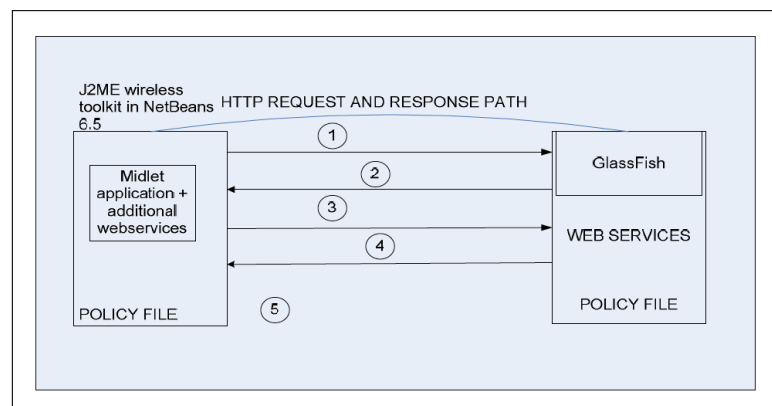 J2ME wireless
toolkit in NetBeans
6.5
HTTP REQUEST AND RESPONSE PATH
1
GlassFish
2
Midlet
application +
additional
webservices
3
WEB SERVICES
4
POLICY FILE
5
POLICY FILE